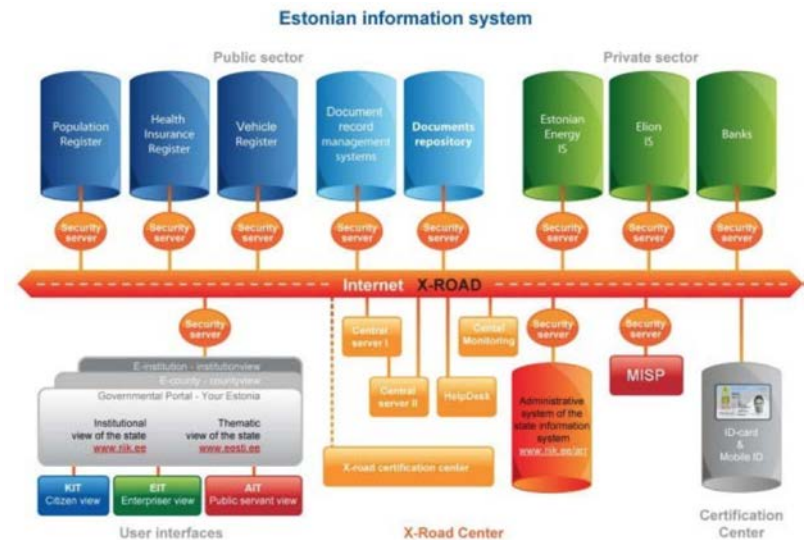 Estonian information system
Public sector
Private sector
Population
Register
Health
Insurance
Register
Vehicle
Register
Document
record
management
systems
Documents
repository
Estonian
Energy
IS
Elion
IS
Banks
Security
server
Security
server
Security
server
Security
server
Security
server
Security
server
Security
server
Security
server
Internet X-ROAD
Security
server
Central
server I
Central
server II
HelpDesk
Cental
Monitoring
Security
server
Security
server
E-institution - institutionview
E-county - countyview
Governmental Portal - Your Estonia
Institutional
view of the state
www.riik.ee
Thematic
view of the state
www.eesti.ee
KIT
Citizen view
EIT
Enterpriser view
AIT
Public servant view
User interfaces
X-road certification center
X-Road Center
Administrative
system of the
state information
system
www.riik.ee/arr
MISP
ID-card
&
Mobile ID
Certification
Center